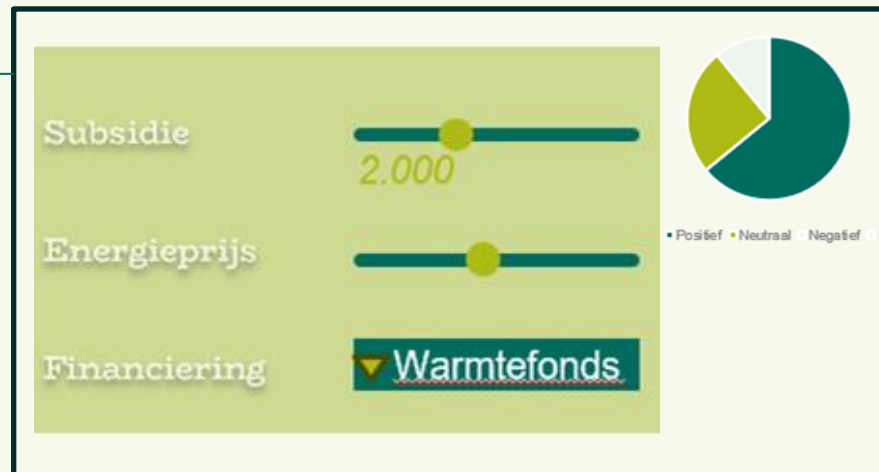 Subsidie
2.000
Energieprijs
Financiering
Warmtefonds
Positief Neutraal Negatief